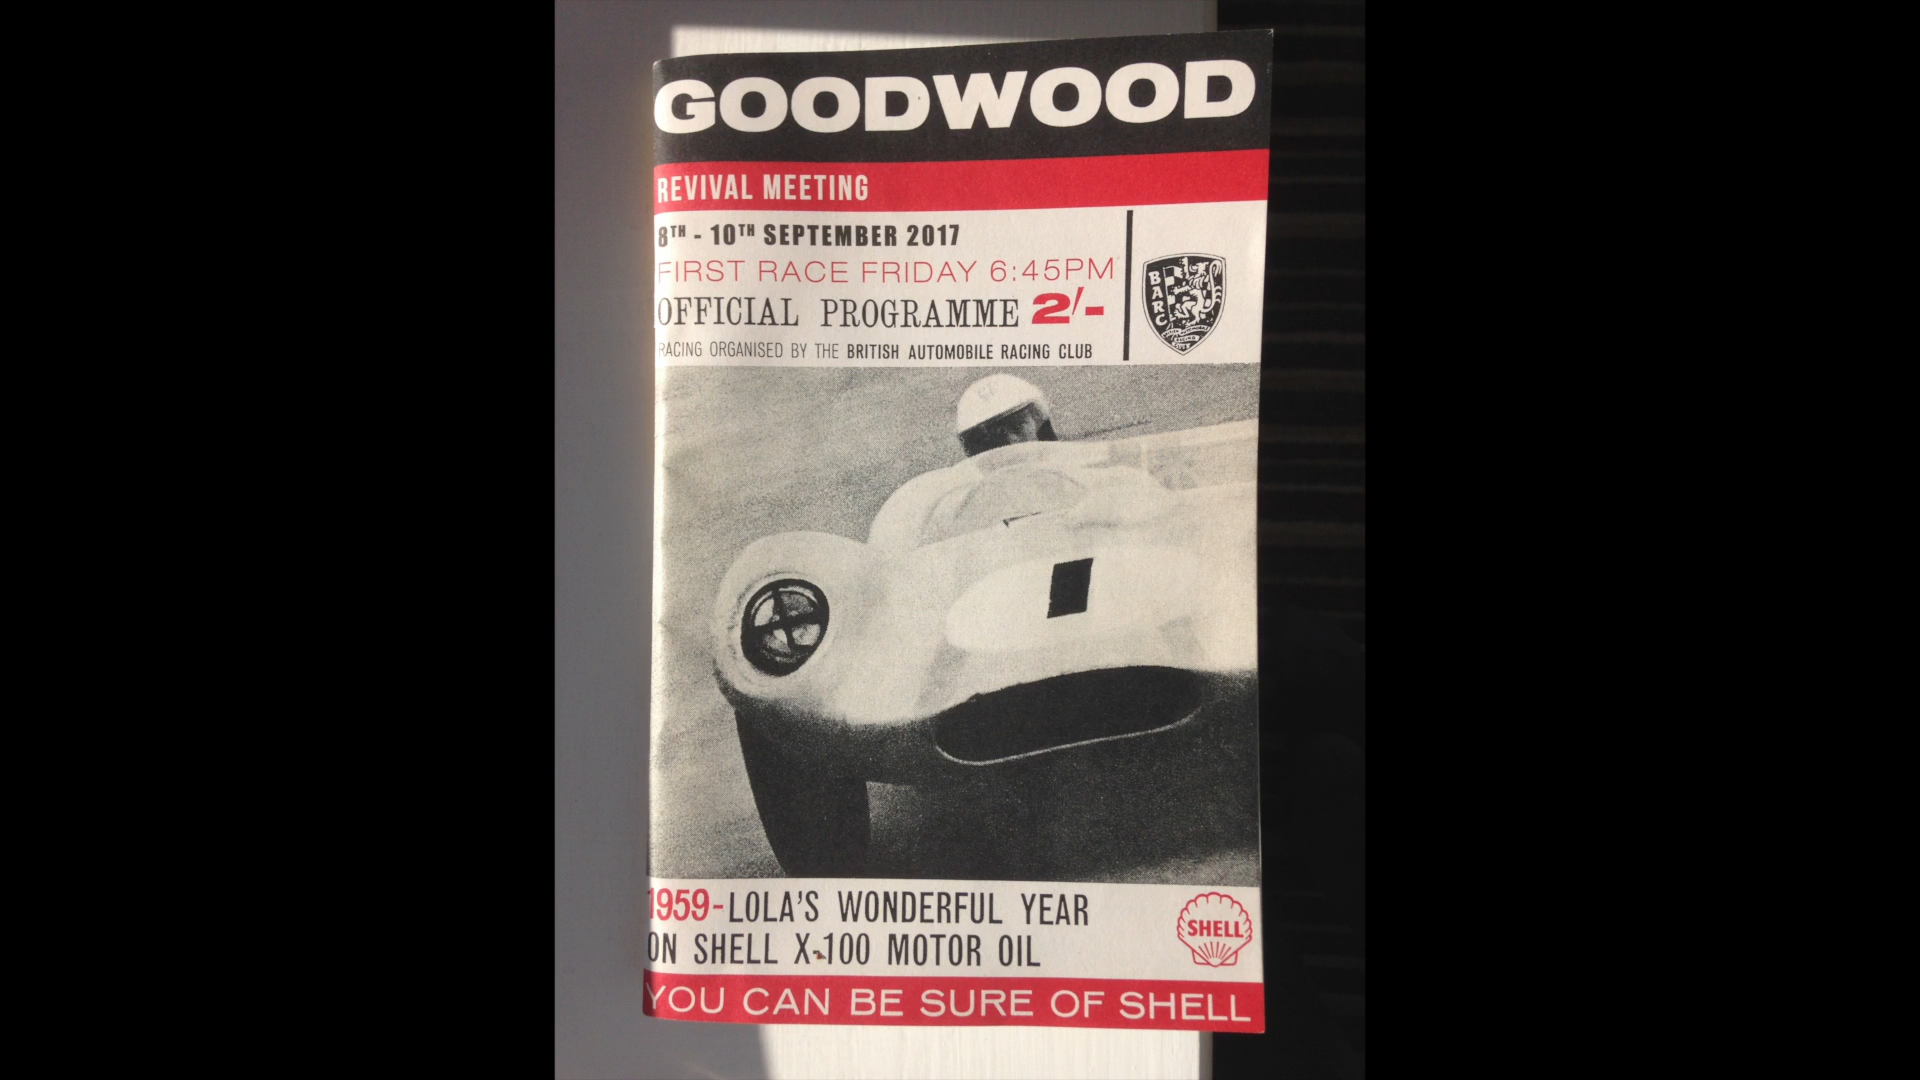 GOODWOOD
REVIVAL MEETING
8TH - 10TH SEPTEMBER 2017
FIRST RACE FRIDAY 6:45PM
OFFICIAL PROGRAMME 2/-
RACING ORGANISED BY THE BRITISH AUTOMOBILE RACING CLUB
BARC
1959-LOLA'S WONDERFUL YEAR
ON SHELL X-100 MOTOR OIL
SHELL
YOU CAN BE SURE OF SHELL